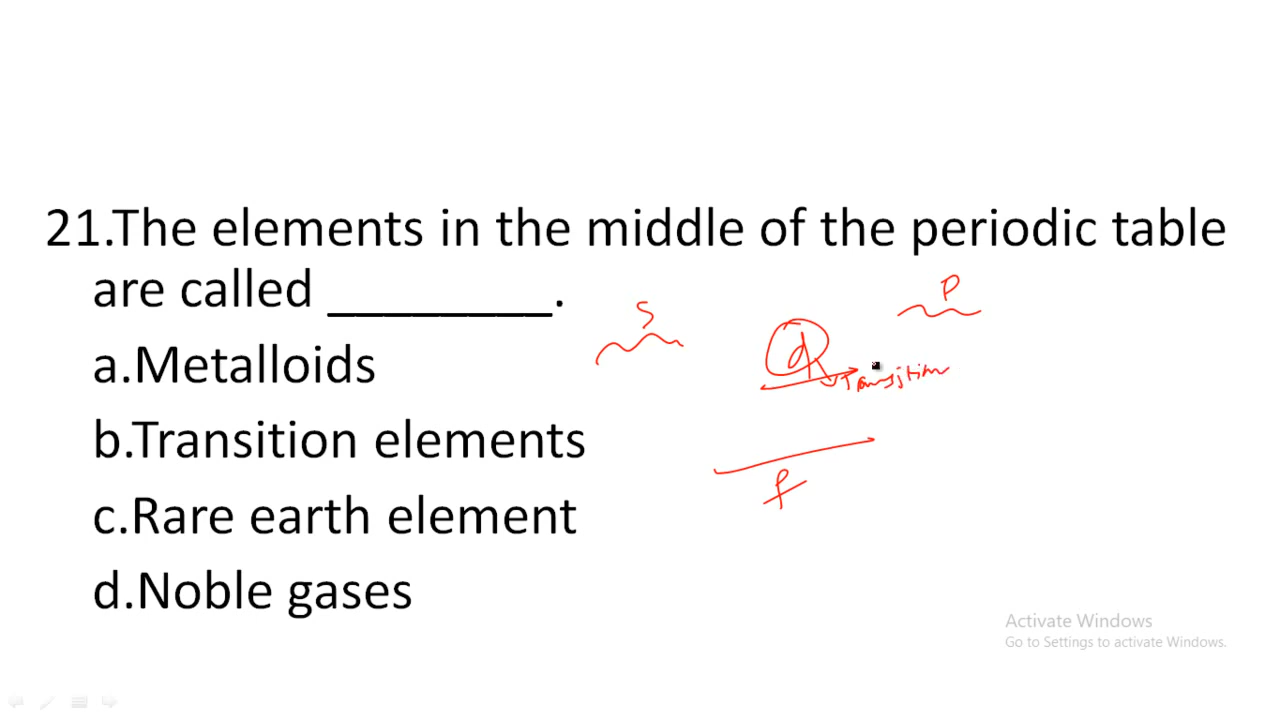 21.The elements in the middle of the periodic table
are called _________.
a.Metalloids
b.Transition elements
c.Rare earth element
d.Noble gases
S
P
d
Transition
f
Activate Windows
Go to Settings to activate Windows.